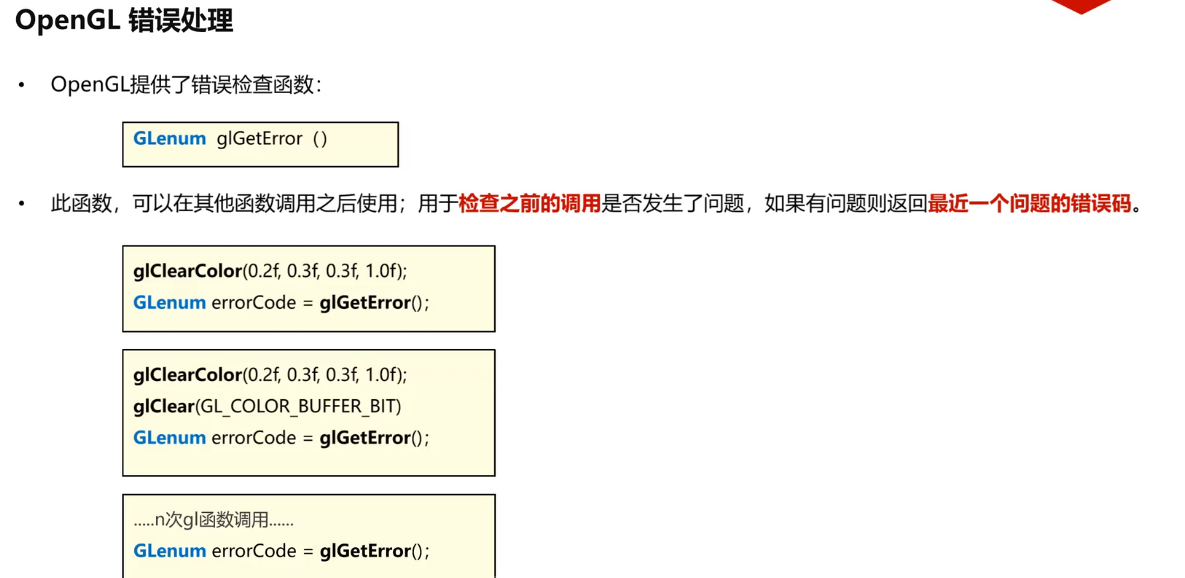 OpenGL 错误处理
• OpenGL提供了错误检查函数：
GLenum glGetError（）
• 此函数，可以在其他函数调用之后使用；用于检查之前的调用是否发生了问题，如果有问题则返回最近一个问题的错误码。
glClearColor(0.2f, 0.3f, 0.3f, 1.0f);
GLenum errorCode = glGetError();
glClearColor(0.2f, 0.3f, 0.3f, 1.0f);
glClear(GL_COLOR_BUFFER_BIT)
GLenum errorCode = glGetError();
.....n次gl函数调用......
GLenum errorCode = glGetError();